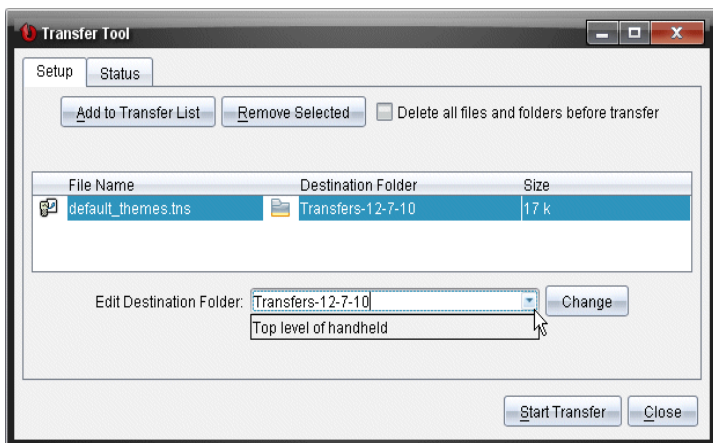 Transfer Tool
Setup Status
Add to Transfer List Remove Selected Delete all files and folders before transfer
File Name Destination Folder Size
default_themes.tns Transfers-12-7-10 17 k
Edit Destination Folder: Transfers-12-7-10 Change
Top level of handheld
Start Transfer Close